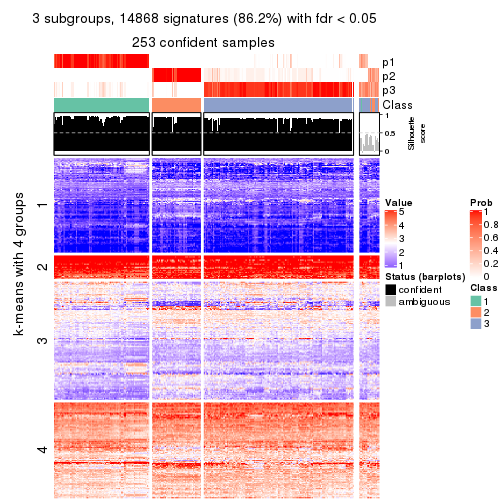 3 subgroups, 14868 signatures (86.2%) with fdr < 0.05
253 confident samples
p1
p2
p3
Class
1
0.5
0
Silhouette
score
k-means with 4 groups
1
2
3
4
Value
5
4
3
2
1
Status (barplots)
confident
ambiguous
Prob
1
0.8
0.6
0.4
0.2
0
Class
1
2
3